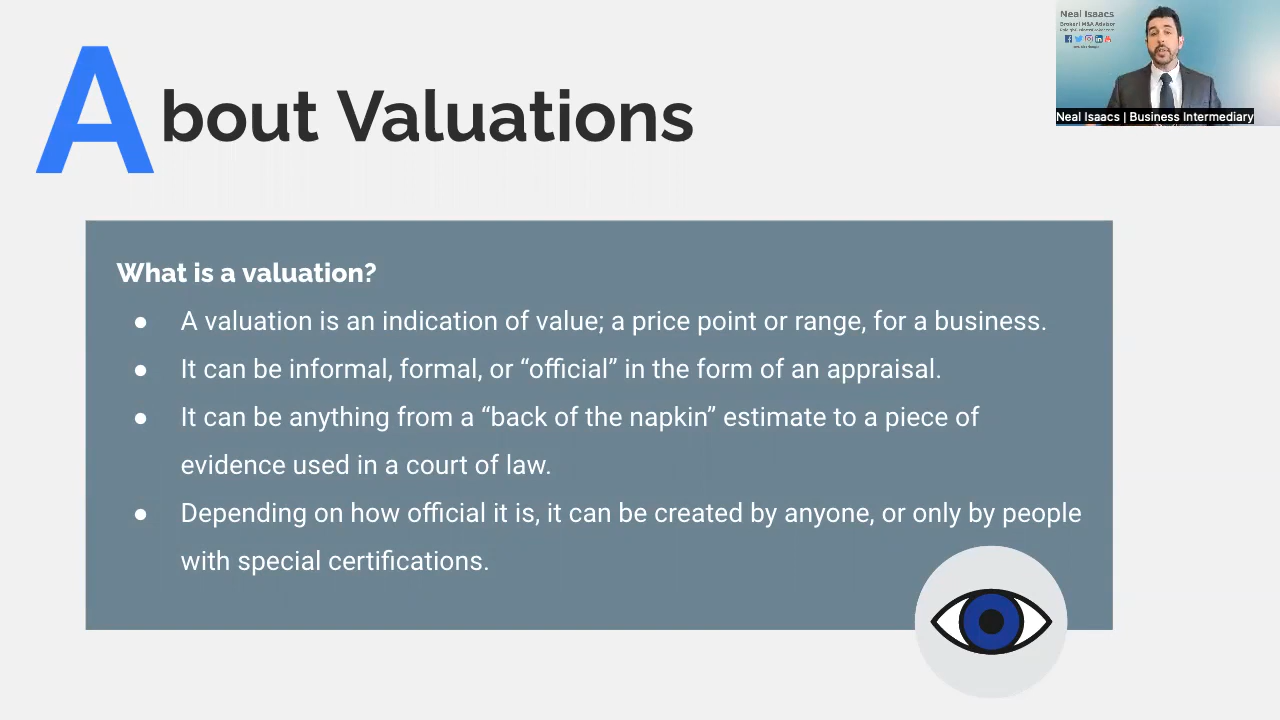 About Valuations
Neal Isaacs
Broker| M&A Advisor
Neal Isaacs | Business Intermediary
What is a valuation?
● A valuation is an indication of value; a price point or range, for a business.
● It can be informal, formal, or “official” in the form of an appraisal.
● It can be anything from a “back of the napkin” estimate to a piece of
evidence used in a court of law.
● Depending on how official it is, it can be created by anyone, or only by people
with special certifications.